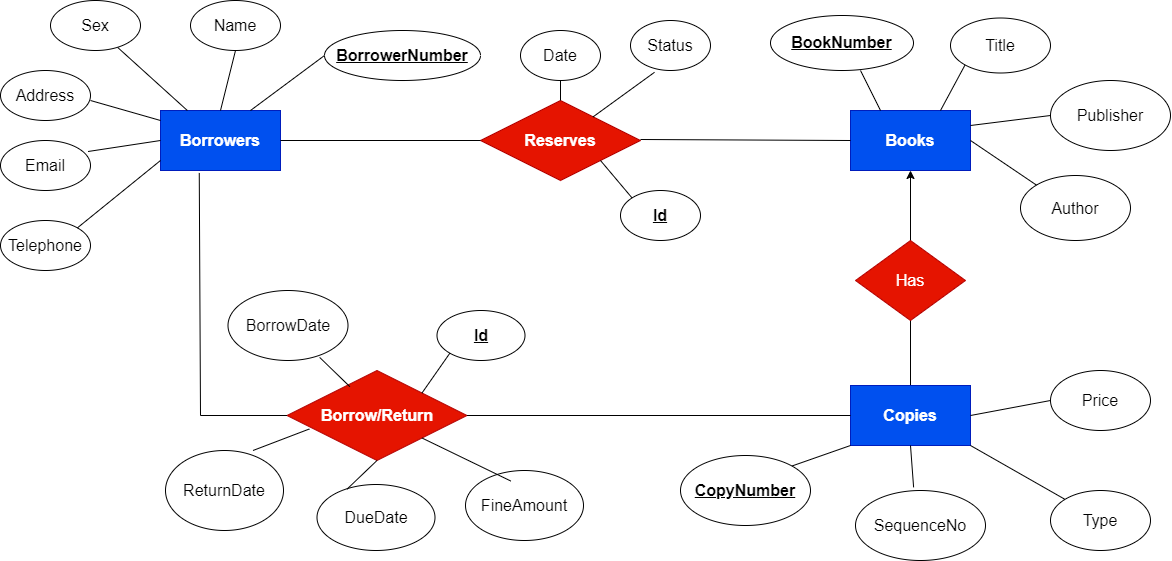 Sex
Name
BorrowerNumber
Date
Status
BookNumber
Title
Address
Publisher
Borrowers
Reserves
Books
Email
Id
Author
Telephone
Has
BorrowDate
Id
Borrow/Return
Copies
Price
ReturnDate
DueDate
FineAmount
CopyNumber
SequenceNo
Type